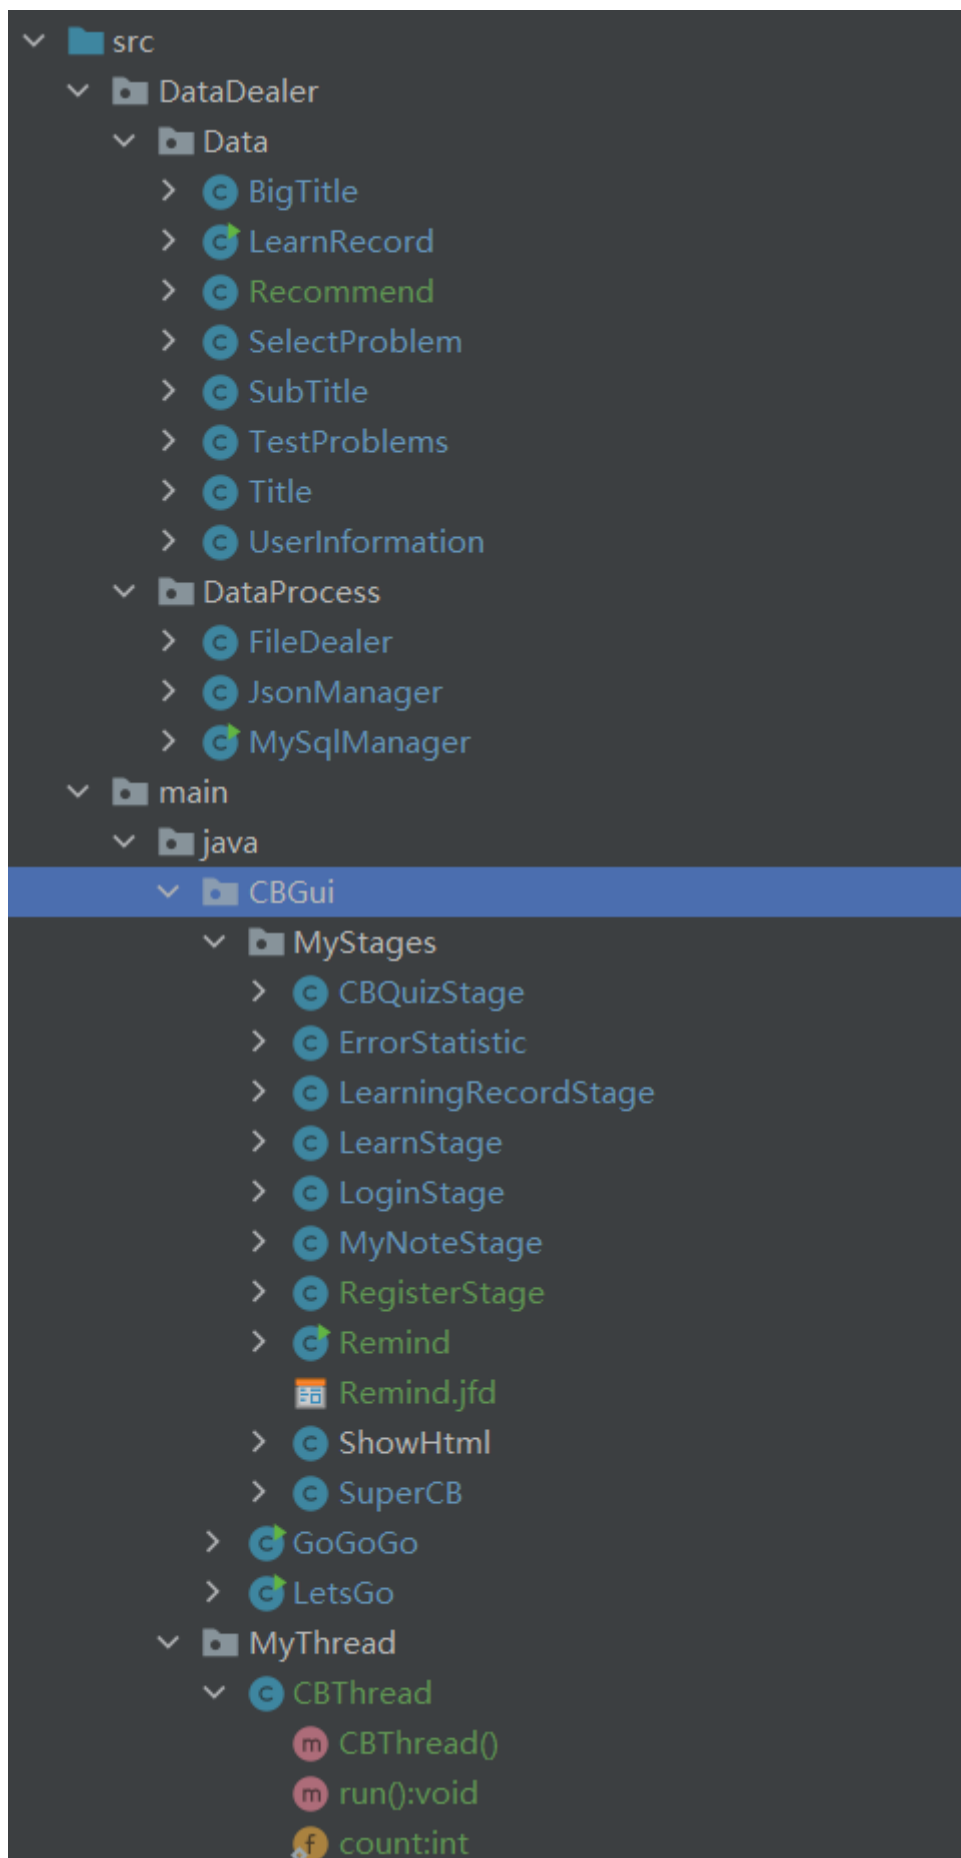 src
DataDealer
Data
BigTitle
LearnRecord
Recommend
SelectProblem
SubTitle
TestProblems
Title
UserInformation
DataProcess
FileDealer
JsonManager
MySqlManager
main
java
CBGui
MyStages
CBQuizStage
ErrorStatistic
LearningRecordStage
LearnStage
LoginStage
MyNoteStage
RegisterStage
Remind
Remind.jfd
ShowHtml
SuperCB
GoGoGo
LetsGo
MyThread
CBThread
CBThread()
run():void
count:int